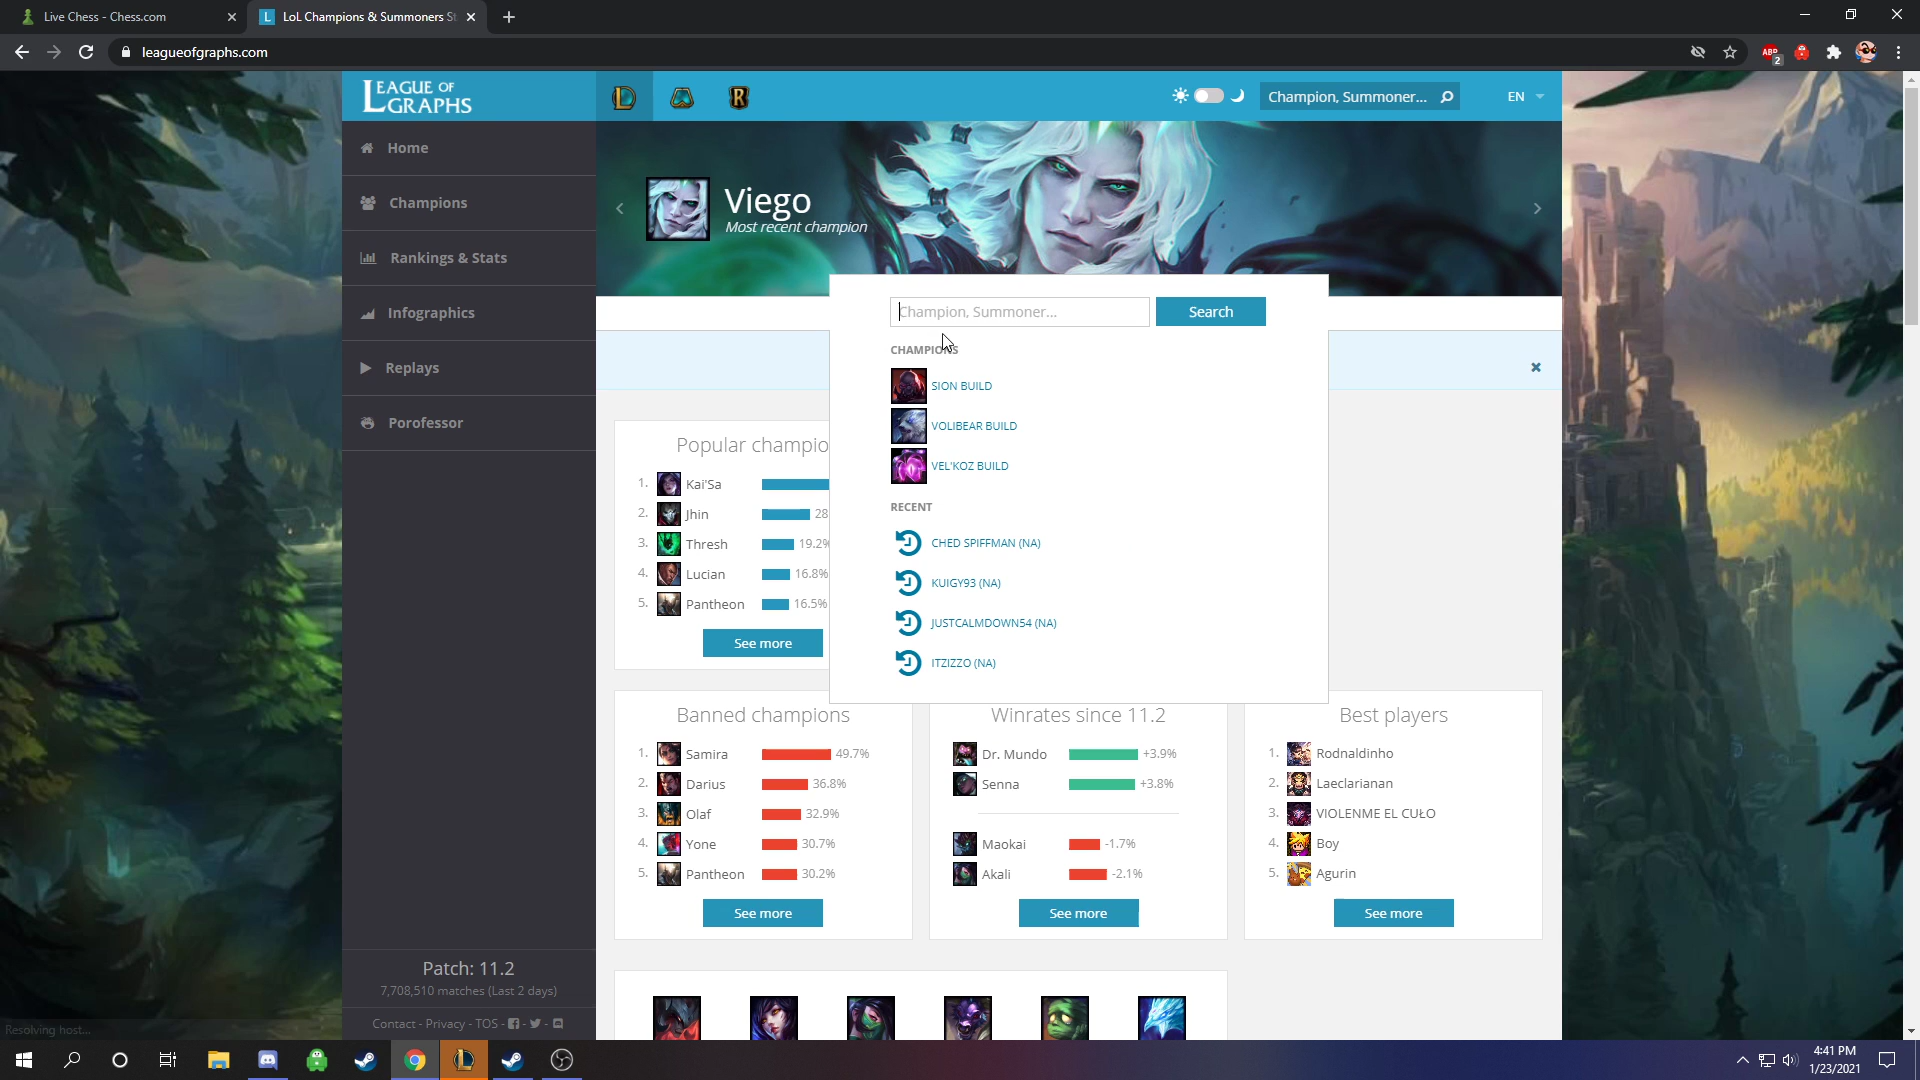 Live Chess - Chess.com
LoL Champions & Summoners St
leagueofgraphs.com
ABP
2
LEAGUE OF GRAPHS
Champion, Summoner...
EN
Home
Champions
Rankings & Stats
Infographics
Replays
Porofessor
Viego
Most recent champion
Champion, Summoner...
Search
CHAMPIONS
SION BUILD
VOLIBEAR BUILD
VEL'KOZ BUILD
RECENT
CHED SPIFFMAN (NA)
KUIGY93 (NA)
JUSTCALMDOWN54 (NA)
ITZIZZO (NA)
Popular champio
1. Kai'Sa
2. Jhin 28
3. Thresh 19.2%
4. Lucian 16.8%
5. Pantheon 16.5%
See more
Banned champions
1. Samira 49.7%
2. Darius 36.8%
3. Olaf 32.9%
4. Yone 30.7%
5. Pantheon 30.2%
See more
Winrates since 11.2
Dr. Mundo +3.9%
Senna +3.8%
Maokai -1.7%
Akali -2.1%
See more
Best players
1. Rodnaldinho
2. Laeclarianan
3. VIOLENME EL CUŁO
4. Boy
5. Agurin
See more
Patch: 11.2
7,708,510 matches (Last 2 days)
Contact - Privacy - TOS - - -
Resolving host...
4:41 PM
1/23/2021